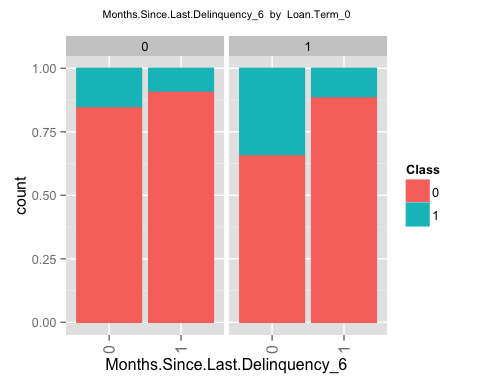 Months.Since.Last.Delinquency_6 by Loan.Term_0
0 1
1.00
0.75
0.50
0.25
0.00
count
0 1 0 1
Months.Since.Last.Delinquency_6
Class
0
1